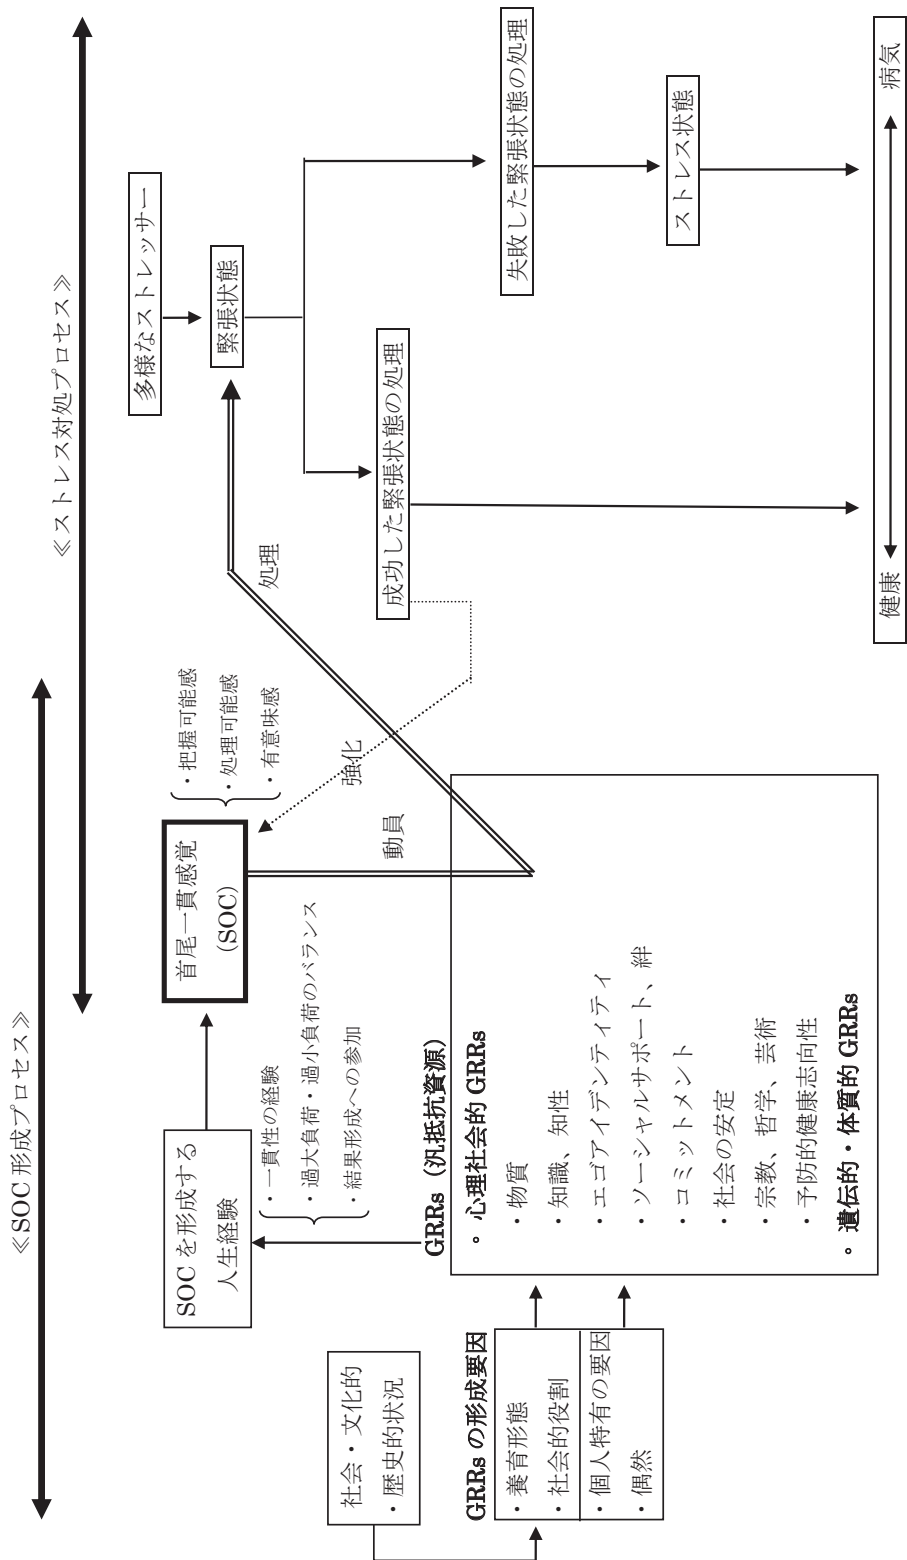 ≪SOC 形成プロセス≫
≪ストレス対処プロセス≫
社会・文化的
・歴史的状況
GRRs の形成要因
・養育形態
・社会的役割
・個人特有の要因
・偶然
SOC を形成する
人生経験
・一貫性の経験
・過大負荷・過小負荷のバランス
・結果形成への参加
GRRs（汎抵抗資源）
。心理社会的 GRRs
・物質
・知識、知性
・エゴアイデンティティ
・ソーシャルサポート、絆
・コミットメント
・社会の安定
・宗教、哲学、芸術
・予防的健康志向性
。遺伝的・体質的 GRRs
首尾一貫感覚
(SOC)
・把握可能感
・処理可能感
・有意味感
動員
強化
処理
多様なストレッサー
緊張状態
成功した緊張状態の処理
失敗した緊張状態の処理
ストレス状態
健康
病気